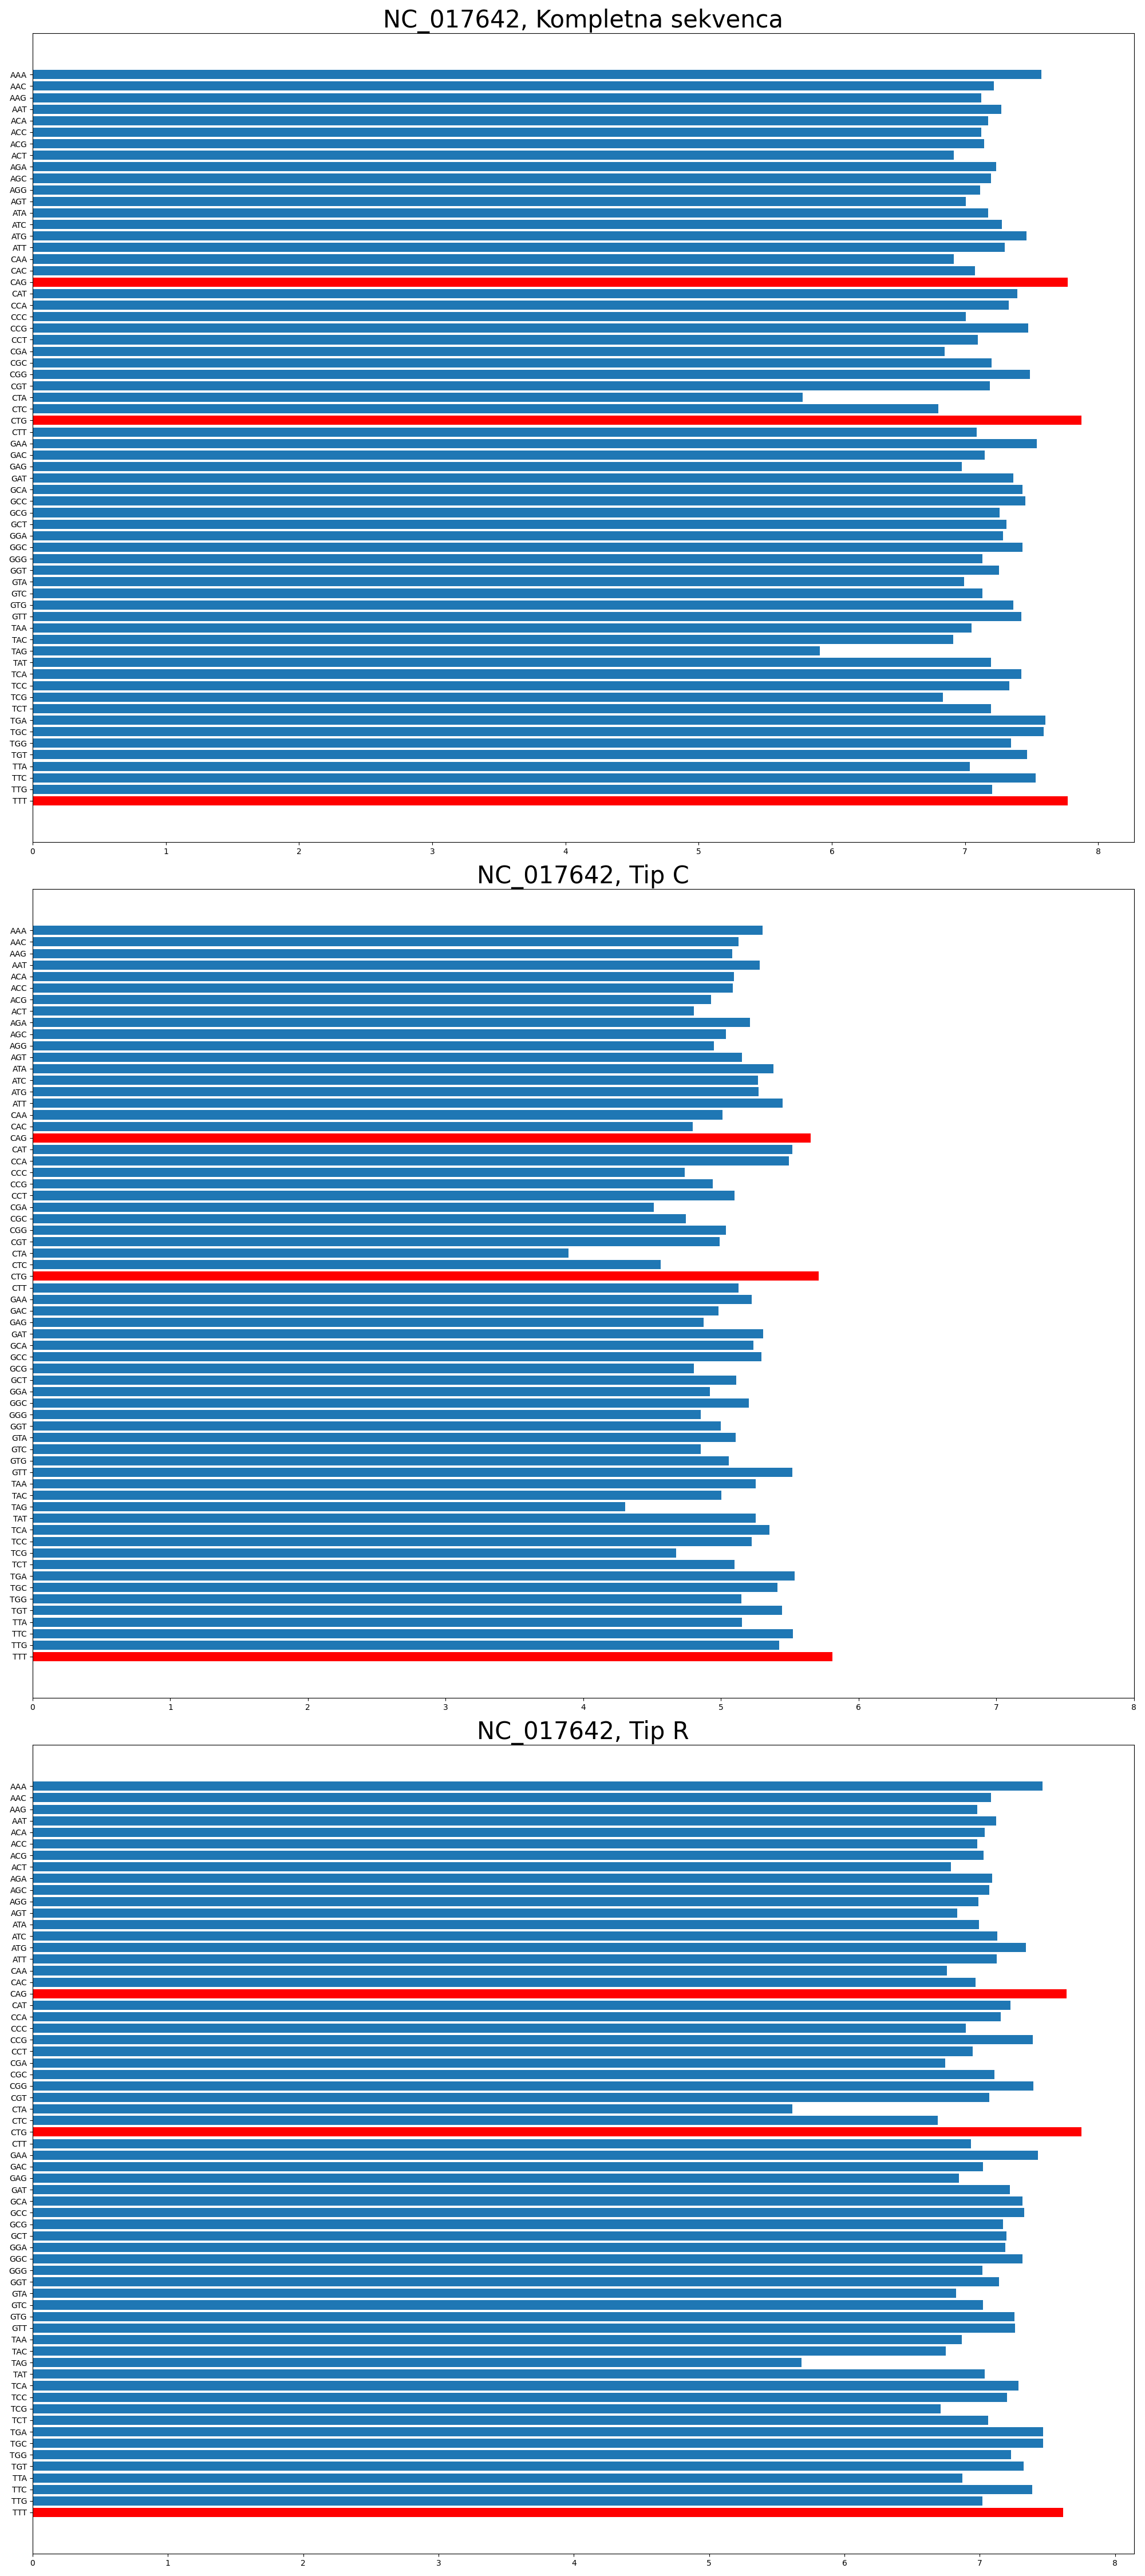 NC_017642, Kompletna sekvenca
AAA
AAC
AAG
AAT
ACA
ACC
ACG
ACT
AGA
AGC
AGG
AGT
ATA
ATC
ATG
ATT
CAA
CAC
CAG
CAT
CCA
CCC
CCG
CCT
CGA
CGC
CGG
CGT
CTA
CTC
CTG
CTT
GAA
GAC
GAG
GAT
GCA
GCC
GCG
GCT
GGA
GGC
GGG
GGT
GTA
GTC
GTG
GTT
TAA
TAC
TAG
TAT
TCA
TCC
TCG
TCT
TGA
TGC
TGG
TGT
TTA
TTC
TTG
TTT
0 1 2 3 4 5 6 7 8
NC_017642, Tip C
AAA
AAC
AAG
AAT
ACA
ACC
ACG
ACT
AGA
AGC
AGG
AGT
ATA
ATC
ATG
ATT
CAA
CAC
CAG
CAT
CCA
CCC
CCG
CCT
CGA
CGC
CGG
CGT
CTA
CTC
CTG
CTT
GAA
GAC
GAG
GAT
GCA
GCC
GCG
GCT
GGA
GGC
GGG
GGT
GTA
GTC
GTG
GTT
TAA
TAC
TAG
TAT
TCA
TCC
TCG
TCT
TGA
TGC
TGG
TGT
TTA
TTC
TTG
TTT
0 1 2 3 4 5 6 7 8
NC_017642, Tip R
AAA
AAC
AAG
AAT
ACA
ACC
ACG
ACT
AGA
AGC
AGG
AGT
ATA
ATC
ATG
ATT
CAA
CAC
CAG
CAT
CCA
CCC
CCG
CCT
CGA
CGC
CGG
CGT
CTA
CTC
CTG
CTT
GAA
GAC
GAG
GAT
GCA
GCC
GCG
GCT
GGA
GGC
GGG
GGT
GTA
GTC
GTG
GTT
TAA
TAC
TAG
TAT
TCA
TCC
TCG
TCT
TGA
TGC
TGG
TGT
TTA
TTC
TTG
TTT
0 1 2 3 4 5 6 7 8